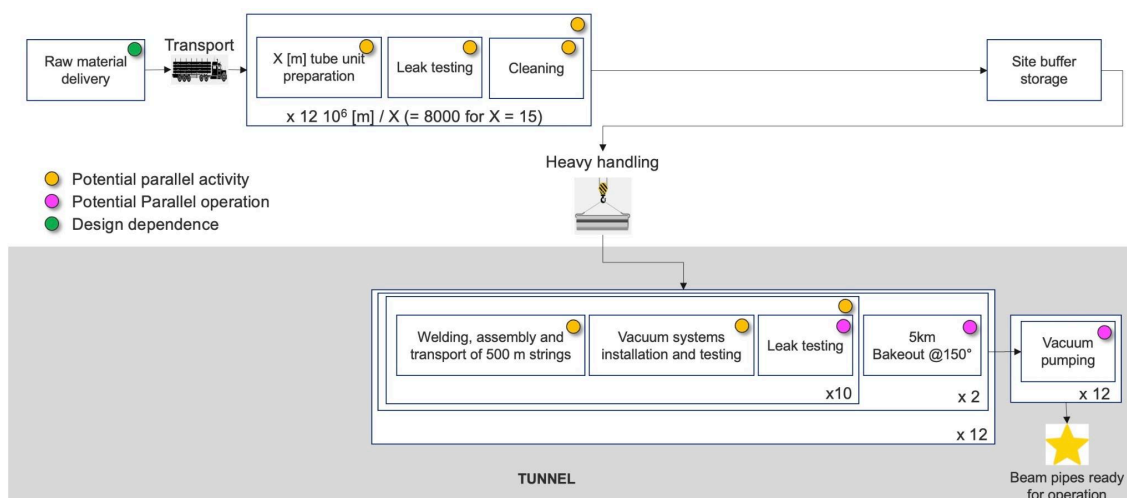 Raw material
delivery
Transport
X [m] tube unit
preparation
Leak testing
Cleaning
x 12 10⁶ [m] / X (= 8000 for X = 15)
Site buffer
storage
Heavy handling
Potential parallel activity
Potential Parallel operation
Design dependence
Welding, assembly and
transport of 500 m strings
Vacuum systems
installation and testing
Leak testing
x10
5km
Bakeout @150°
x 2
x 12
Vacuum
pumping
x 12
TUNNEL
Beam pipes ready
for operation